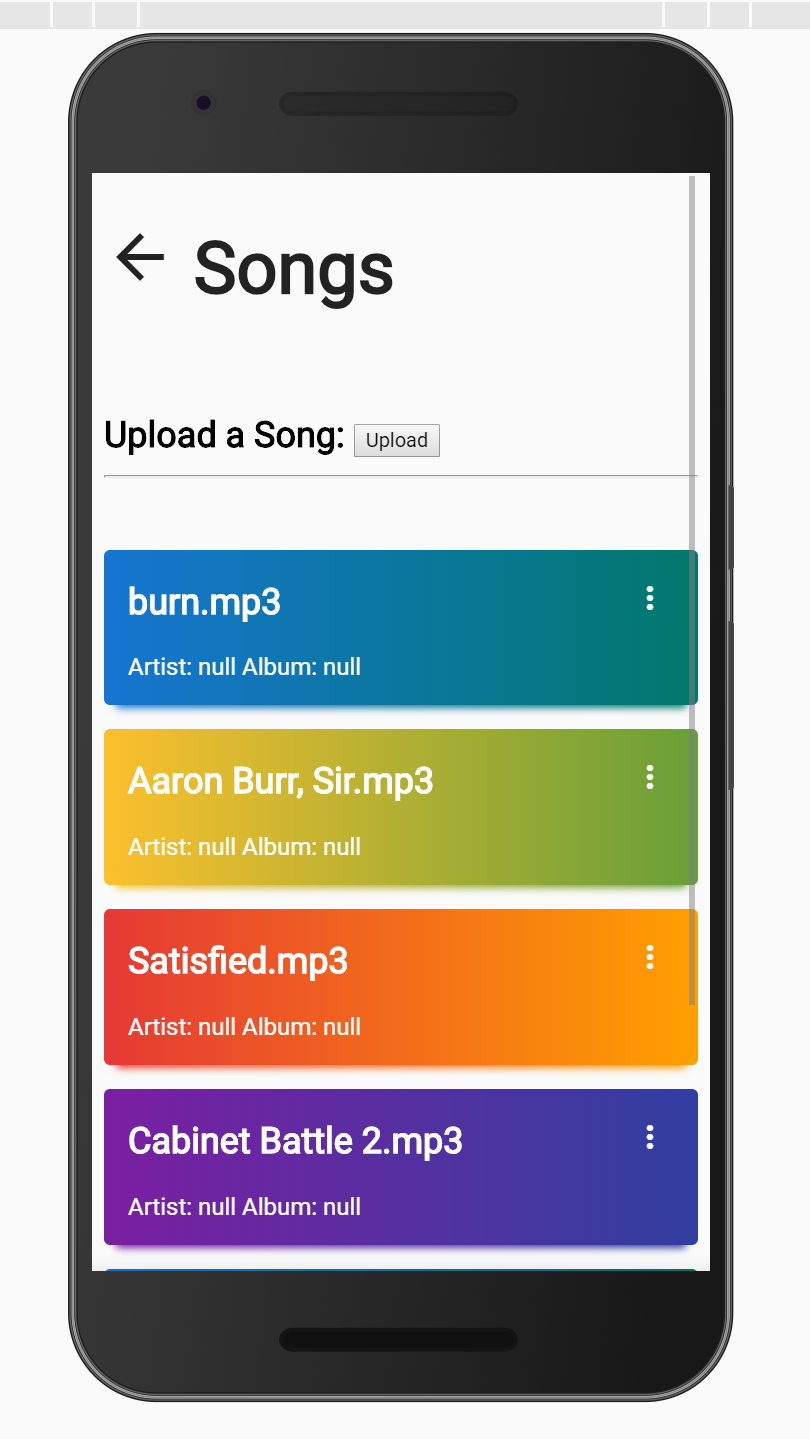 Songs
Upload a Song: Upload
burn.mp3
Artist: null Album: null
Aaron Burr, Sir.mp3
Artist: null Album: null
Satisfied.mp3
Artist: null Album: null
Cabinet Battle 2.mp3
Artist: null Album: null